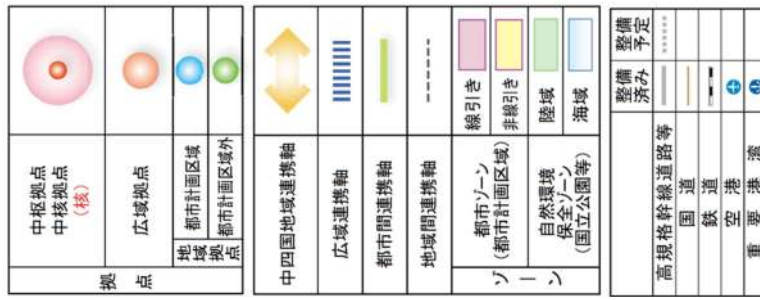 拠点
中枢拠点
中核拠点
(核)
広域拠点
地域拠点
都市計画区域
都市計画区域外
中四国地域連携軸
広域連携軸
都市間連携軸
地域間連携軸
ゾーン
都市ゾーン
(都市計画区域)
線引き
非線引き
自然環境
保全ゾーン
(国立公園等)
陸域
海域
整備
済み
整備
予定
高規格幹線道路等
国道
鉄道
空港
重要港湾